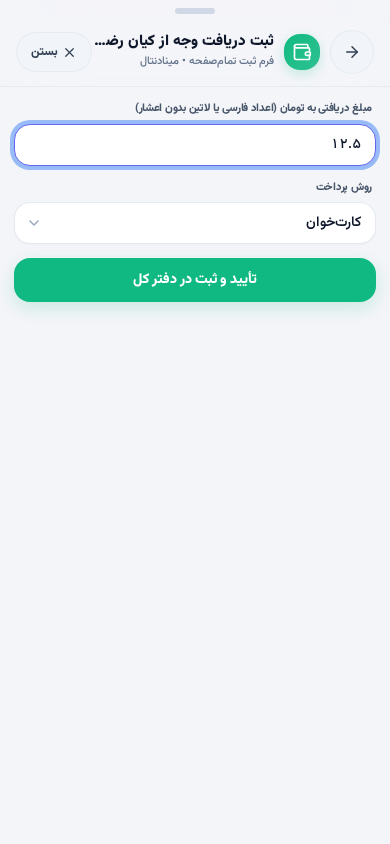 ثبت دریافت وجه از کیان رض...
فرم ثبت تمام‌صفحه • مینادنتال
بستن
مبلغ دریافتی به تومان (اعداد فارسی یا لاتین بدون اعشار)
۱۲.۵
روش پرداخت
کارت‌خوان
تأیید و ثبت در دفتر کل